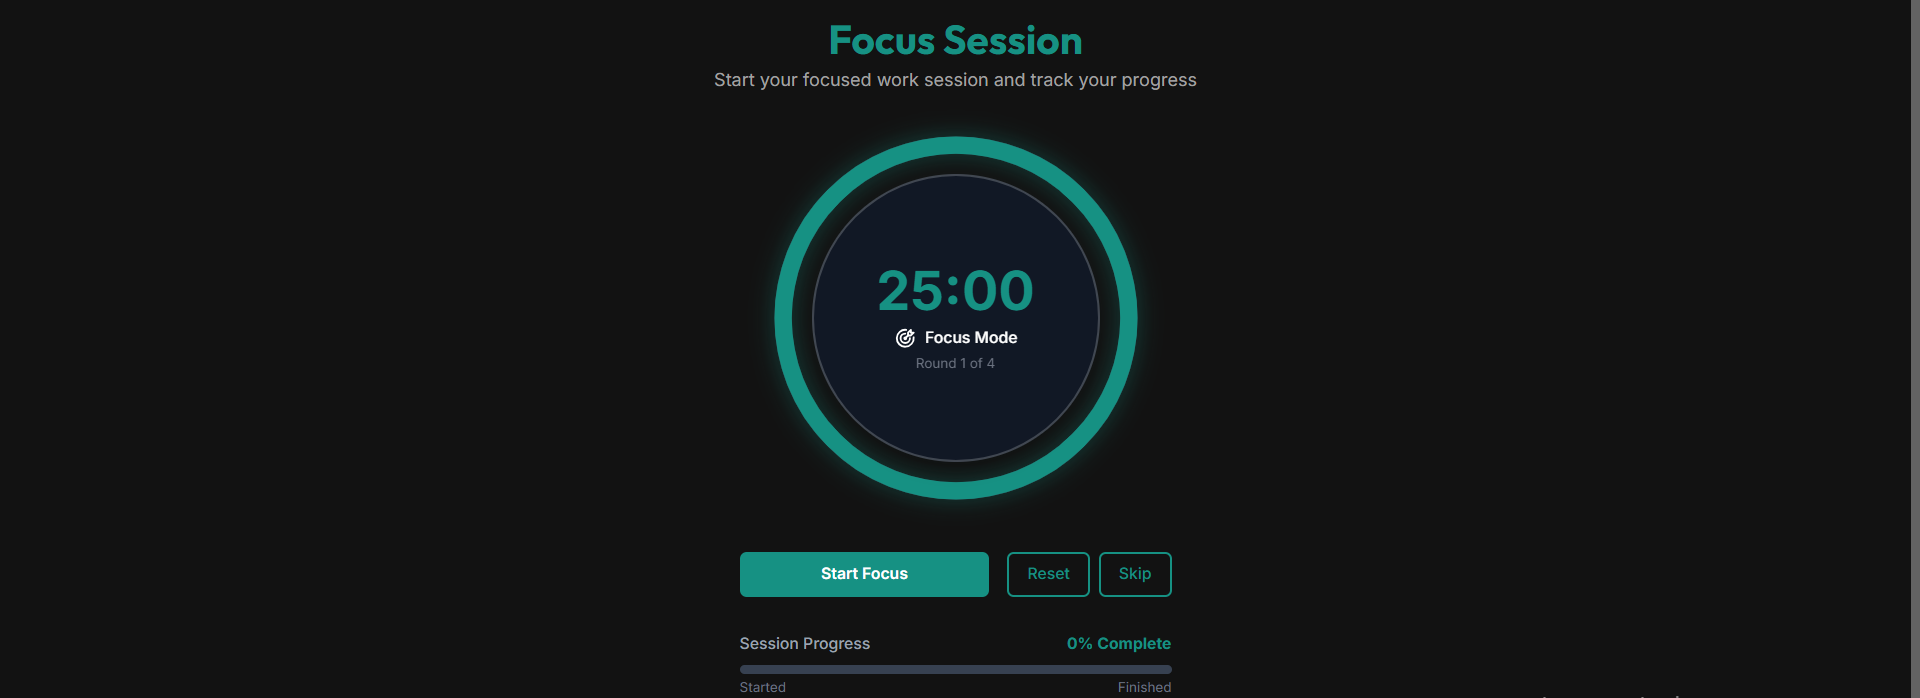 Focus Session
Start your focused work session and track your progress
25:00
Focus Mode
Round 1 of 4
Start Focus
Reset
Skip
Session Progress
0% Complete
Started
Finished